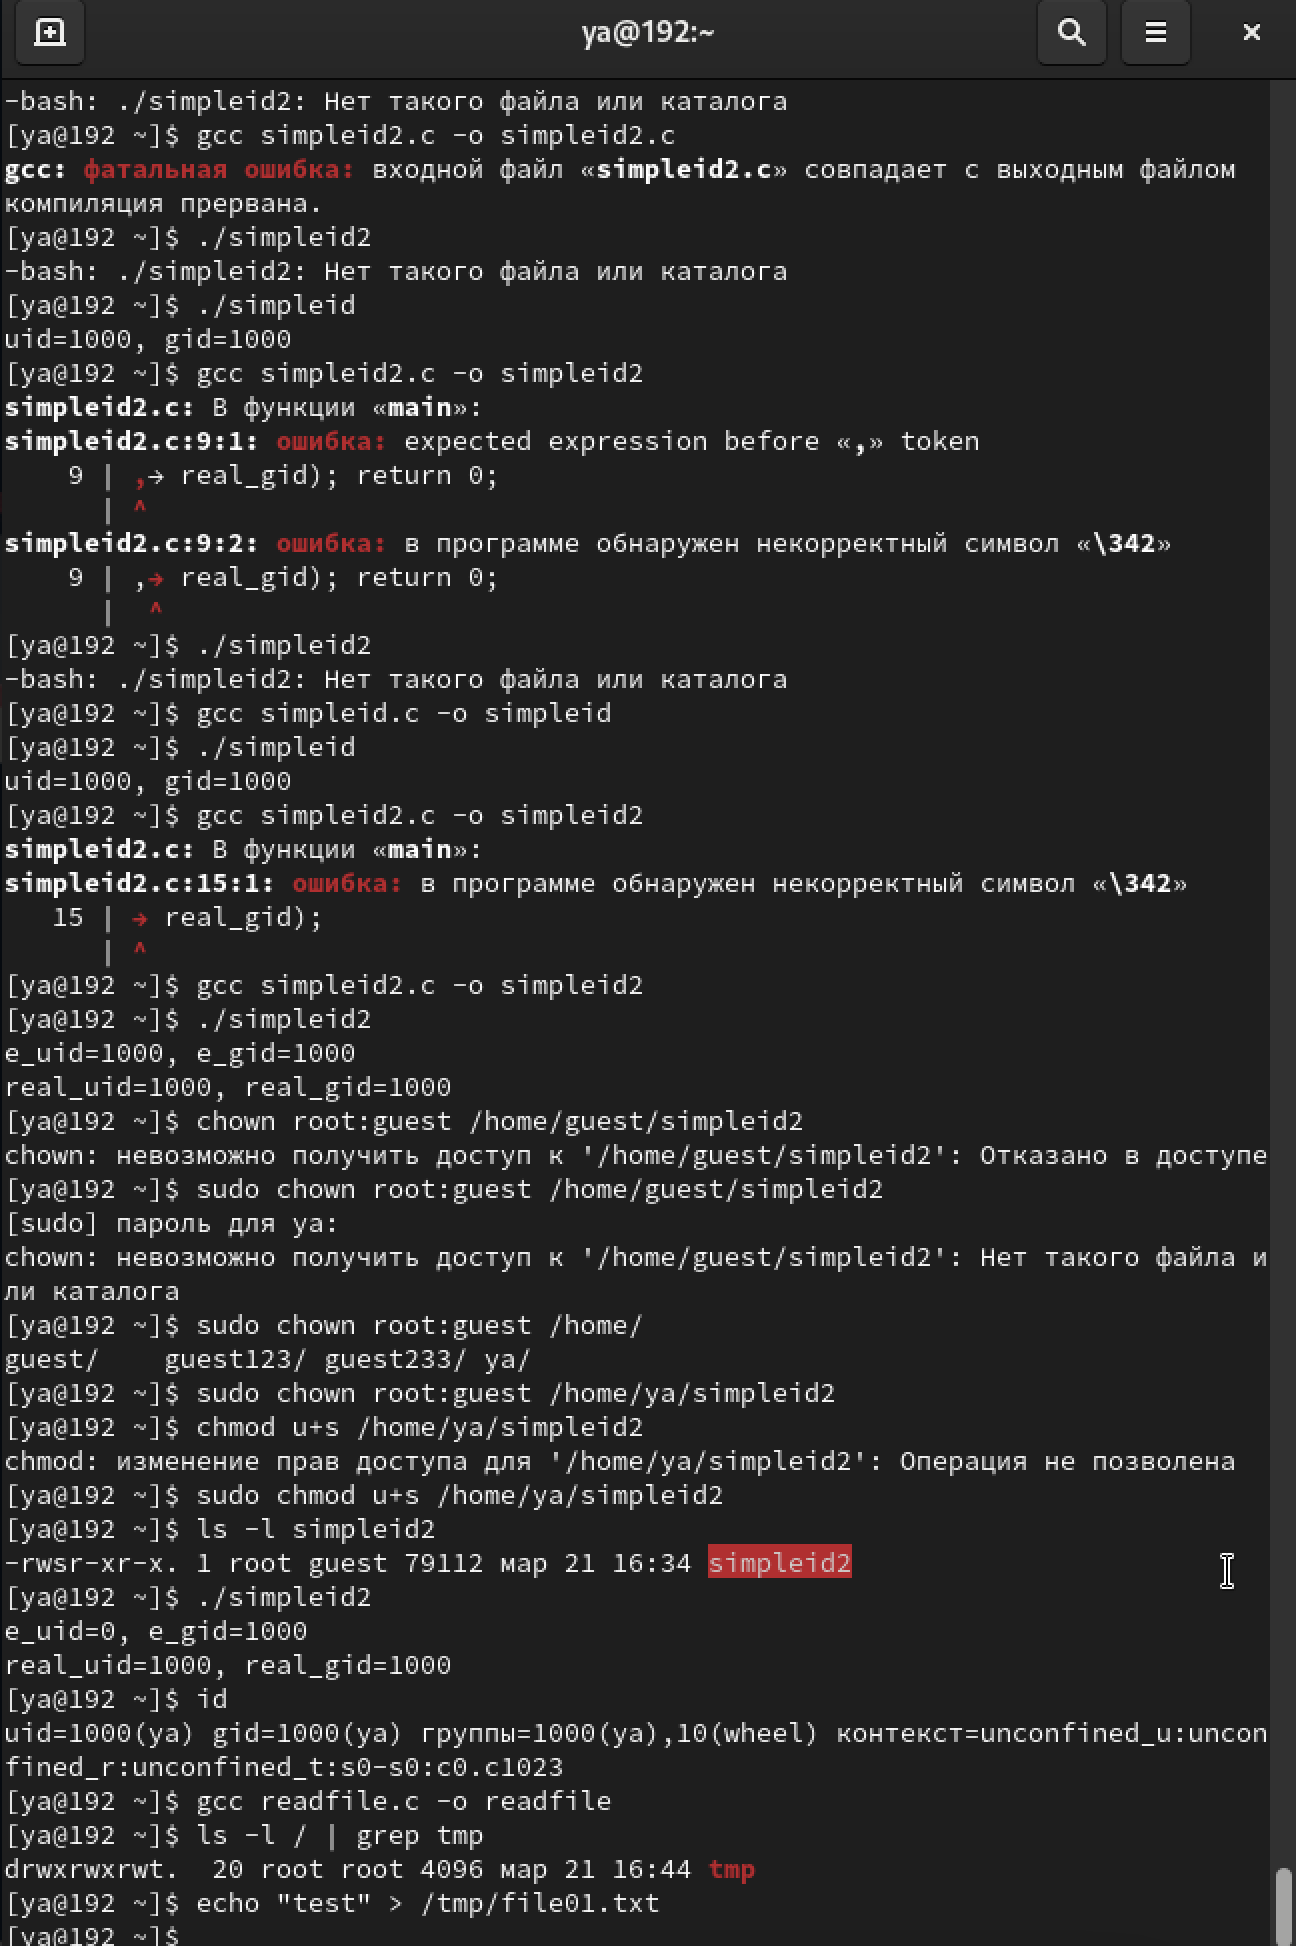 ya@192:~
-bash: ./simpleid2: Нет такого файла или каталога
[ya@192 ~]$ gcc simpleid2.c -o simpleid2.c
gcc: фатальная ошибка: входной файл «simpleid2.c» совпадает с выходным файлом
компиляция прервана.
[ya@192 ~]$ ./simpleid2
-bash: ./simpleid2: Нет такого файла или каталога
[ya@192 ~]$ ./simpleid
uid=1000, gid=1000
[ya@192 ~]$ gcc simpleid2.c -o simpleid2
simpleid2.c: В функции «main»:
simpleid2.c:9:1: ошибка: expected expression before «,» token
    9 | ,→ real_gid); return 0;
      | ^
simpleid2.c:9:2: ошибка: в программе обнаружен некорректный символ «\342»
    9 | ,→ real_gid); return 0;
      |  ^
[ya@192 ~]$ ./simpleid2
-bash: ./simpleid2: Нет такого файла или каталога
[ya@192 ~]$ gcc simpleid.c -o simpleid
[ya@192 ~]$ ./simpleid
uid=1000, gid=1000
[ya@192 ~]$ gcc simpleid2.c -o simpleid2
simpleid2.c: В функции «main»:
simpleid2.c:15:1: ошибка: в программе обнаружен некорректный символ «\342»
   15 | → real_gid);
      | ^
[ya@192 ~]$ gcc simpleid2.c -o simpleid2
[ya@192 ~]$ ./simpleid2
e_uid=1000, e_gid=1000
real_uid=1000, real_gid=1000
[ya@192 ~]$ chown root:guest /home/guest/simpleid2
chown: невозможно получить доступ к '/home/guest/simpleid2': Отказано в доступе
[ya@192 ~]$ sudo chown root:guest /home/guest/simpleid2
[sudo] пароль для ya:
chown: невозможно получить доступ к '/home/guest/simpleid2': Нет такого файла и
ли каталога
[ya@192 ~]$ sudo chown root:guest /home/
guest/    guest123/ guest233/ ya/
[ya@192 ~]$ sudo chown root:guest /home/ya/simpleid2
[ya@192 ~]$ chmod u+s /home/ya/simpleid2
chmod: изменение прав доступа для '/home/ya/simpleid2': Операция не позволена
[ya@192 ~]$ sudo chmod u+s /home/ya/simpleid2
[ya@192 ~]$ ls -l simpleid2
-rwsr-xr-x. 1 root guest 79112 мар 21 16:34 simpleid2
[ya@192 ~]$ ./simpleid2
e_uid=0, e_gid=1000
real_uid=1000, real_gid=1000
[ya@192 ~]$ id
uid=1000(ya) gid=1000(ya) группы=1000(ya),10(wheel) контекст=unconfined_u:uncon
fined_r:unconfined_t:s0-s0:c0.c1023
[ya@192 ~]$ gcc readfile.c -o readfile
[ya@192 ~]$ ls -l / | grep tmp
drwxrwxrwt.  20 root root 4096 мар 21 16:44 tmp
[ya@192 ~]$ echo "test" > /tmp/file01.txt
[ya@192 ~]$